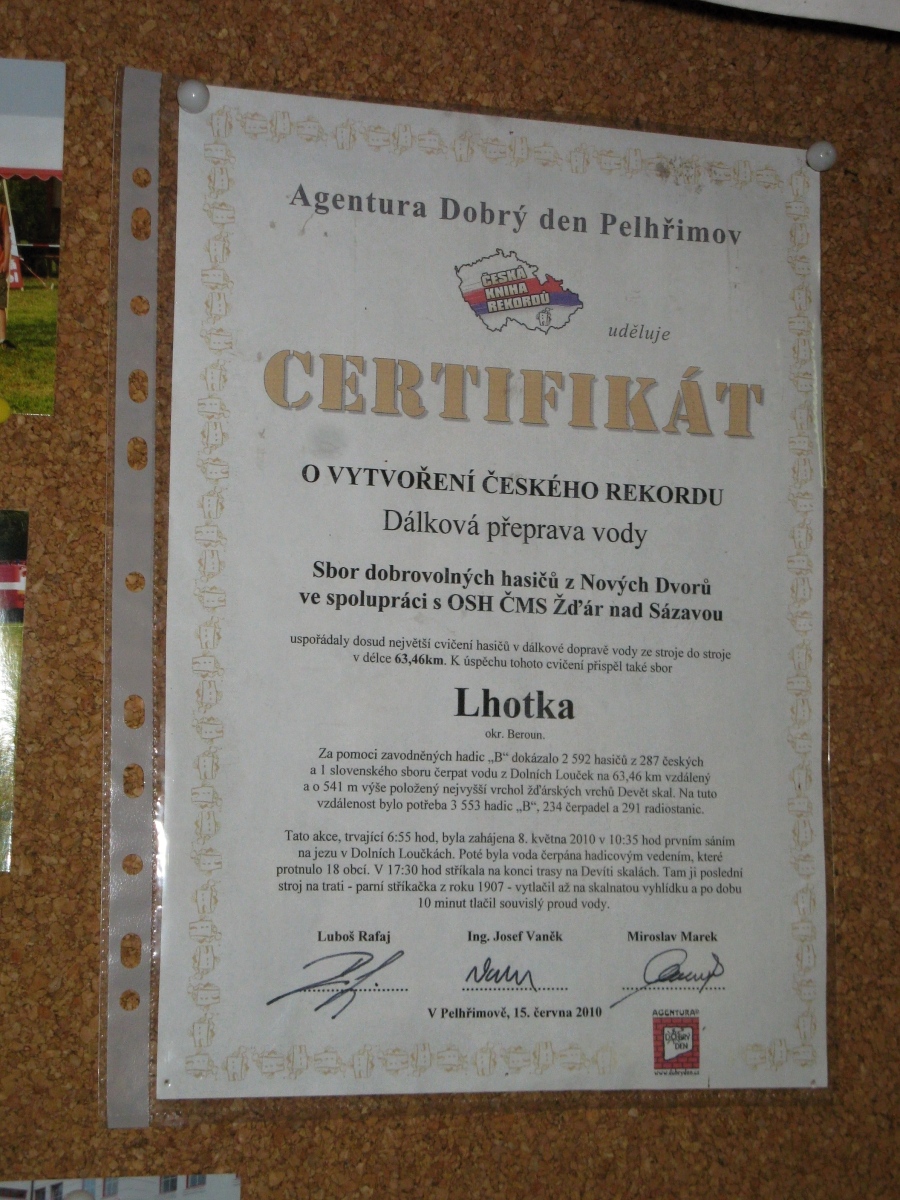 Agentura Dobrý den Pelhřimov
ČESKÁ
KNIHA
REKORDŮ
uděluje
CERTIFIKÁT
O VYTVOŘENÍ ČESKÉHO REKORDU
Dálková přeprava vody
Sbor dobrovolných hasičů z Nových Dvorů
ve spolupráci s OSH ČMS Žďár nad Sázavou
uspořádaly dosud největší cvičení hasičů v dálkové dopravě vody ze stroje do stroje
v délce 63,46km. K úspěchu tohoto cvičení přispěl také sbor
Lhotka
okr. Beroun.
Za pomoci zavodněných hadic „B“ dokázalo 2 592 hasičů z 287 českých
a 1 slovenského sboru čerpat vodu z Dolních Louček na 63,46 km vzdálený
a o 541 m výše položený nejvyšší vrchol žďárských vrchů Devět skal. Na tuto
vzdálenost bylo potřeba 3 553 hadic „B“, 234 čerpadel a 291 radiostanic.
Tato akce, trvající 6:55 hod, byla zahájena 8. května 2010 v 10:35 hod prvním sáním
na jezu v Dolních Loučkách. Poté byla voda čerpána hadicovým vedením, které
protnulo 18 obcí. V 17:30 hod stříkala na konci trasy na Devíti skalách. Tam ji poslední
stroj na trati - parní stříkačka z roku 1907 - vytlačil až na skalnatou vyhlídku a po dobu
10 minut tlačil souvislý proud vody.
Luboš Rafaj Ing. Josef Vaněk Miroslav Marek
V Pelhřimově, 15. června 2010
AGENTURA
DOBRÝ
DEN
www.dobryden.cz